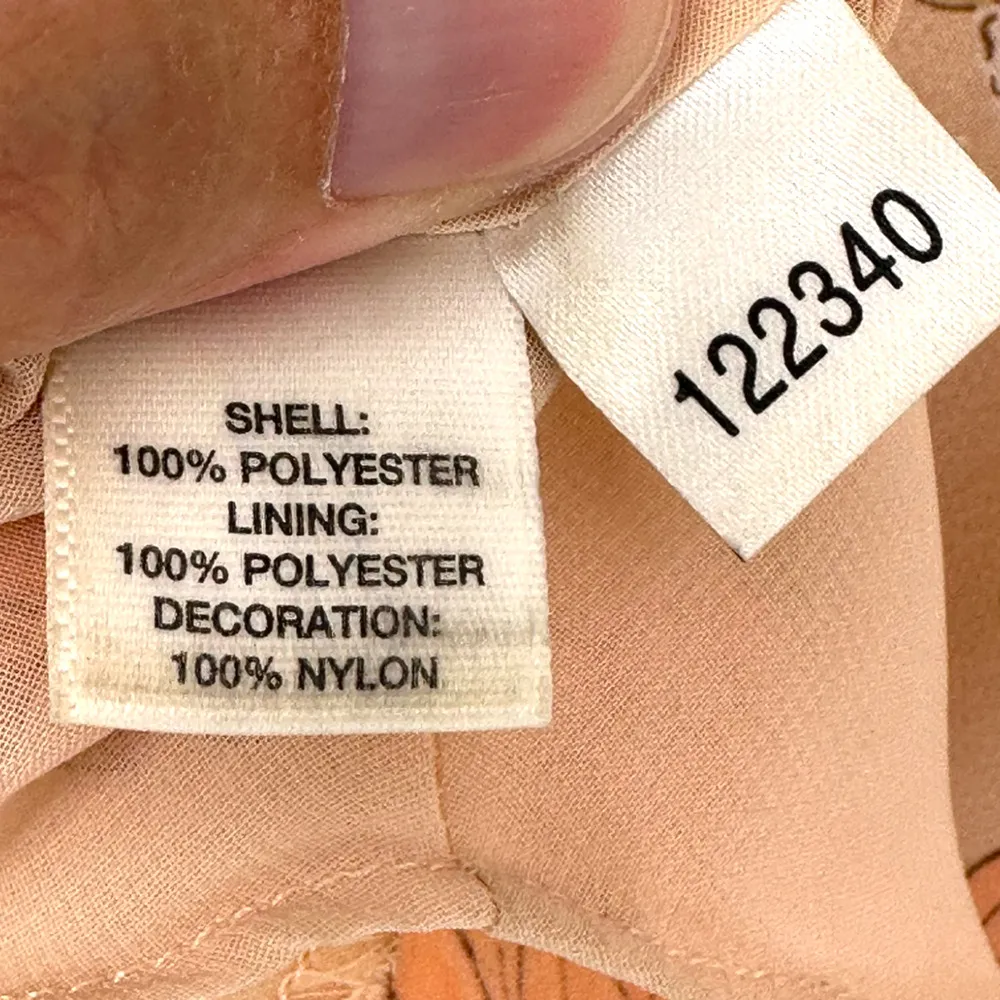 SHELL:
100% POLYESTER
LINING:
100% POLYESTER
DECORATION:
100% NYLON
122340